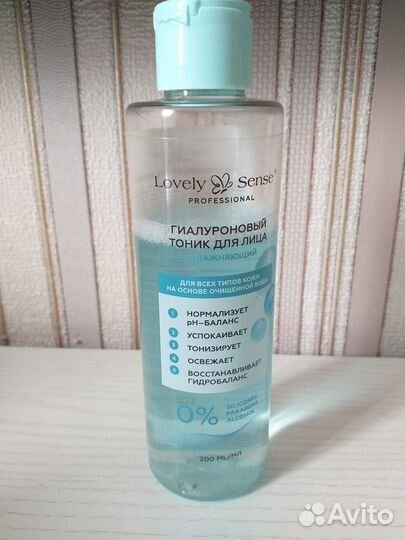 Lovely Sense
PROFESSIONAL
ГИАЛУРОНОВЫЙ
ТОНИК ДЛЯ ЛИЦА
УВЛАЖНЯЮЩИЙ
ДЛЯ ВСЕХ ТИПОВ КОЖИ
НА ОСНОВЕ ОЧИЩЕННОЙ ВОДЫ
1 НОРМАЛИЗУЕТ
pH-БАЛАНС
2 УСПОКАИВАЕТ
3 ТОНИЗИРУЕТ
4 ОСВЕЖАЕТ
5 ВОССТАНАВЛИВАЕТ
ГИДРОБАЛАНС
0% SILICONES
PARABENS
ALCOHOL
200 ML/МЛ
Avito